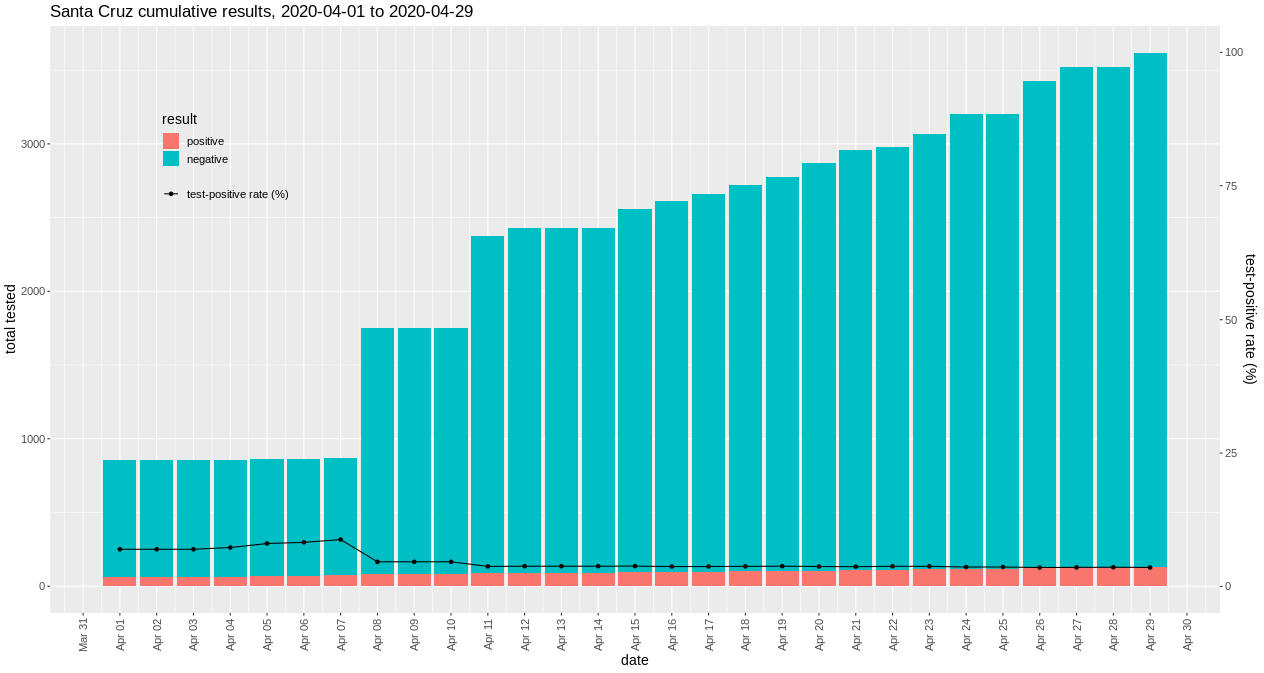 Santa Cruz cumulative results, 2020-04-01 to 2020-04-29
total tested
3000
2000
1000
0
result
positive
negative
test-positive rate (%)
100
75
50
25
0
test-positive rate (%)
Mar 31
Apr 01
Apr 02
Apr 03
Apr 04
Apr 05
Apr 06
Apr 07
Apr 08
Apr 09
Apr 10
Apr 11
Apr 12
Apr 13
Apr 14
Apr 15
Apr 16
Apr 17
Apr 18
Apr 19
Apr 20
Apr 21
Apr 22
Apr 23
Apr 24
Apr 25
Apr 26
Apr 27
Apr 28
Apr 29
Apr 30
date